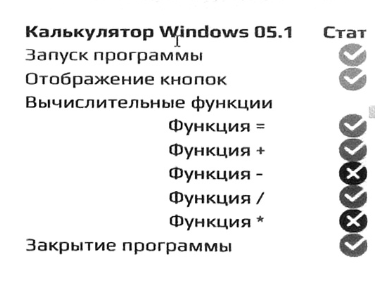 Калькулятор Windows 05.1 Стат
Запуск программы
Отображение кнопок
Вычислительные функции
Функция =
Функция +
Функция -
Функция /
Функция *
Закрытие программы